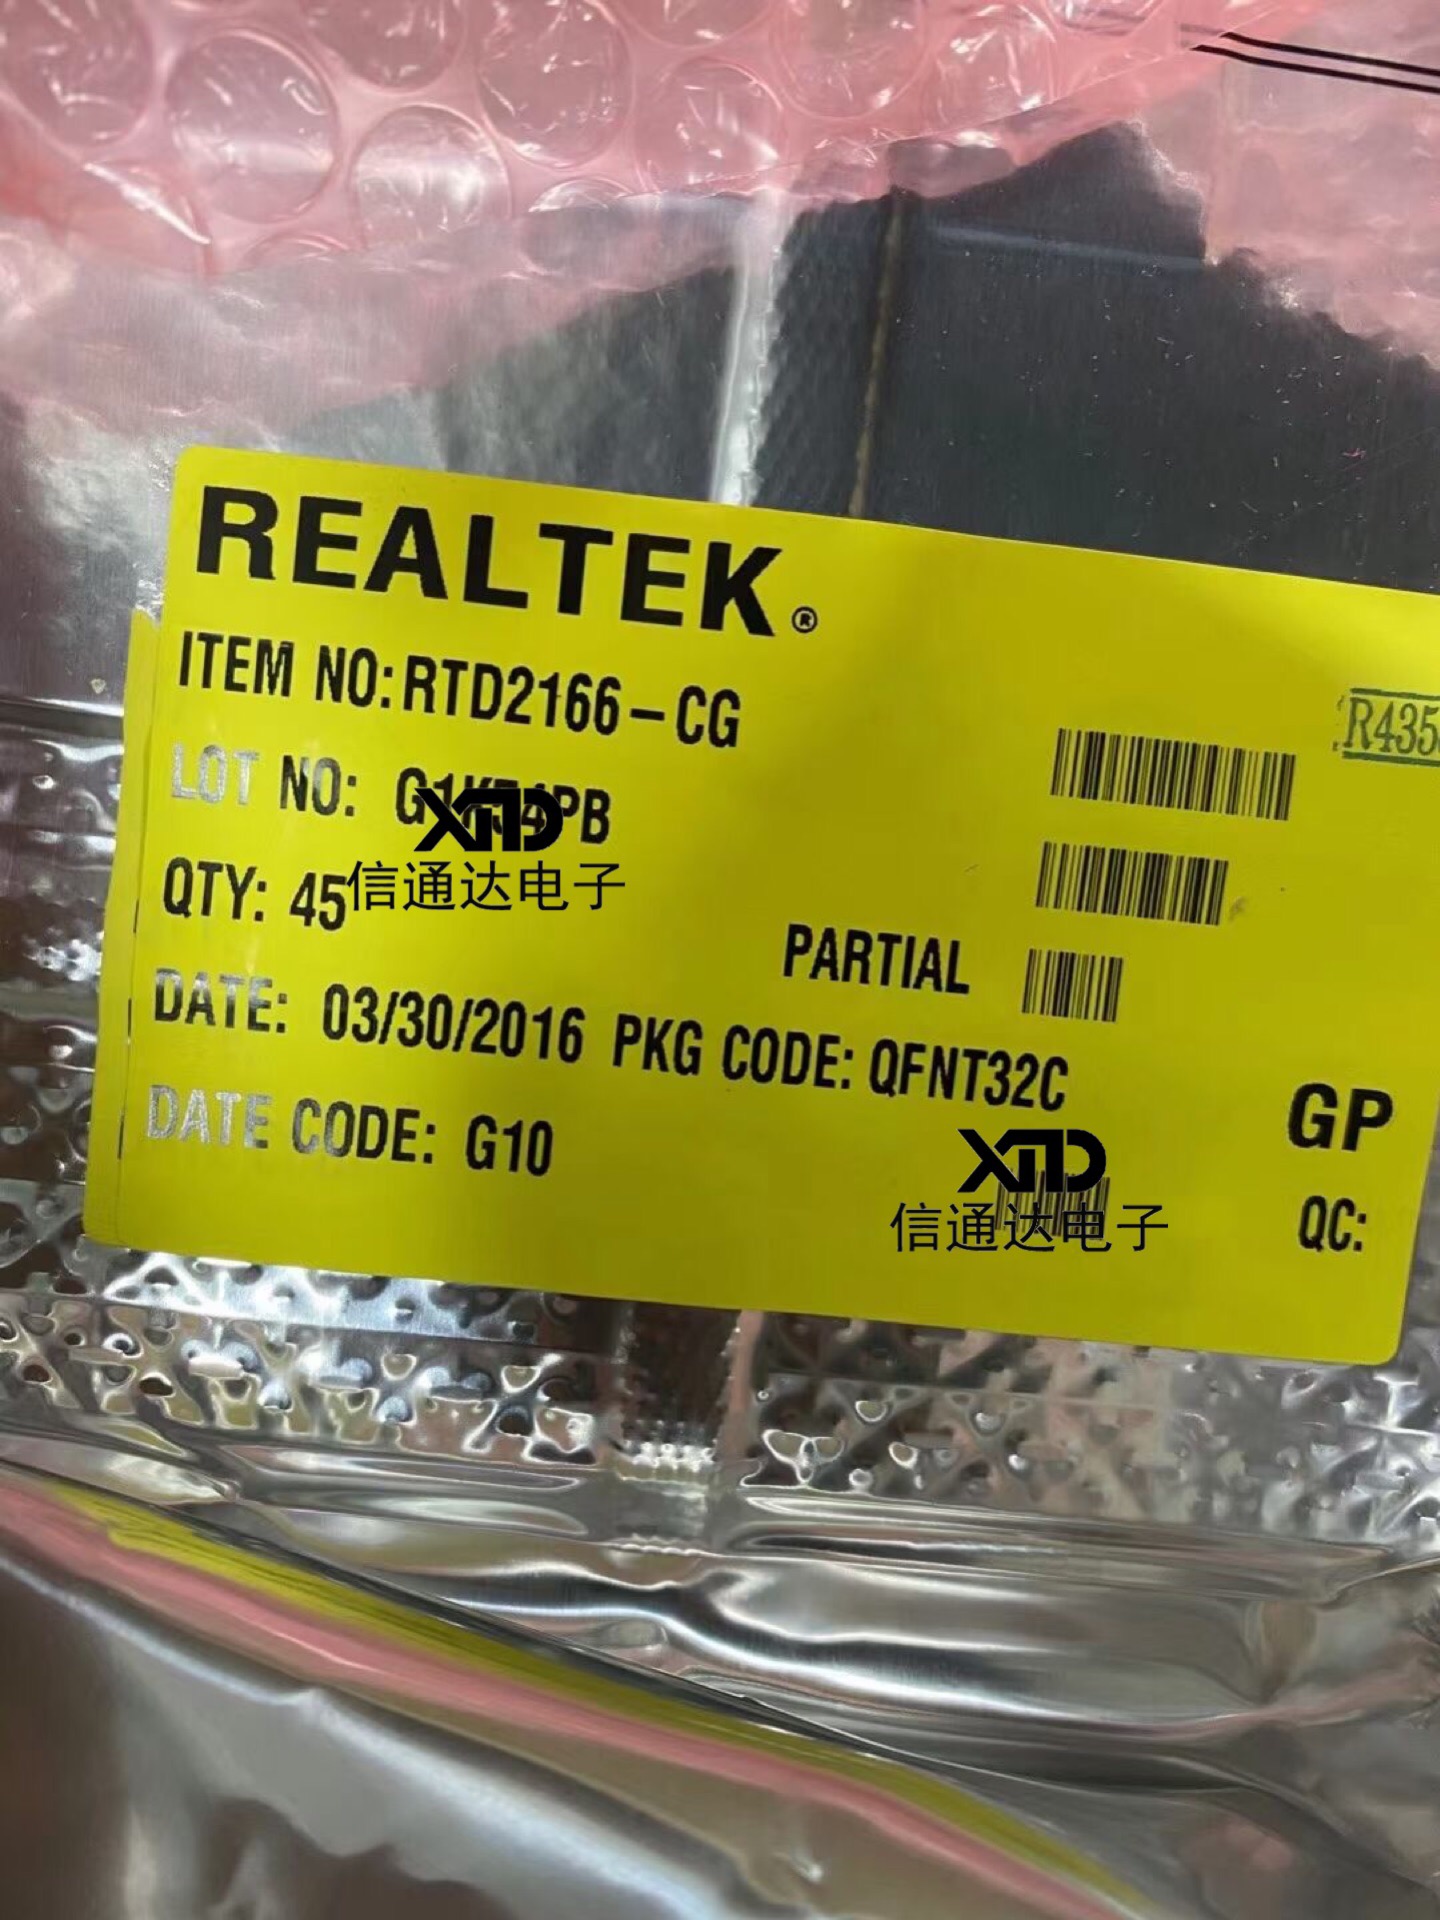 REALTEK®
ITEM NO: RTD2166-CG
R435
LOT NO:
XTD
QTY: 45
信通达电子
PARTIAL
DATE: 03/30/2016 PKG CODE: QFNT32C
GP
DATE CODE: G10
XTD
信通达电子
QC: